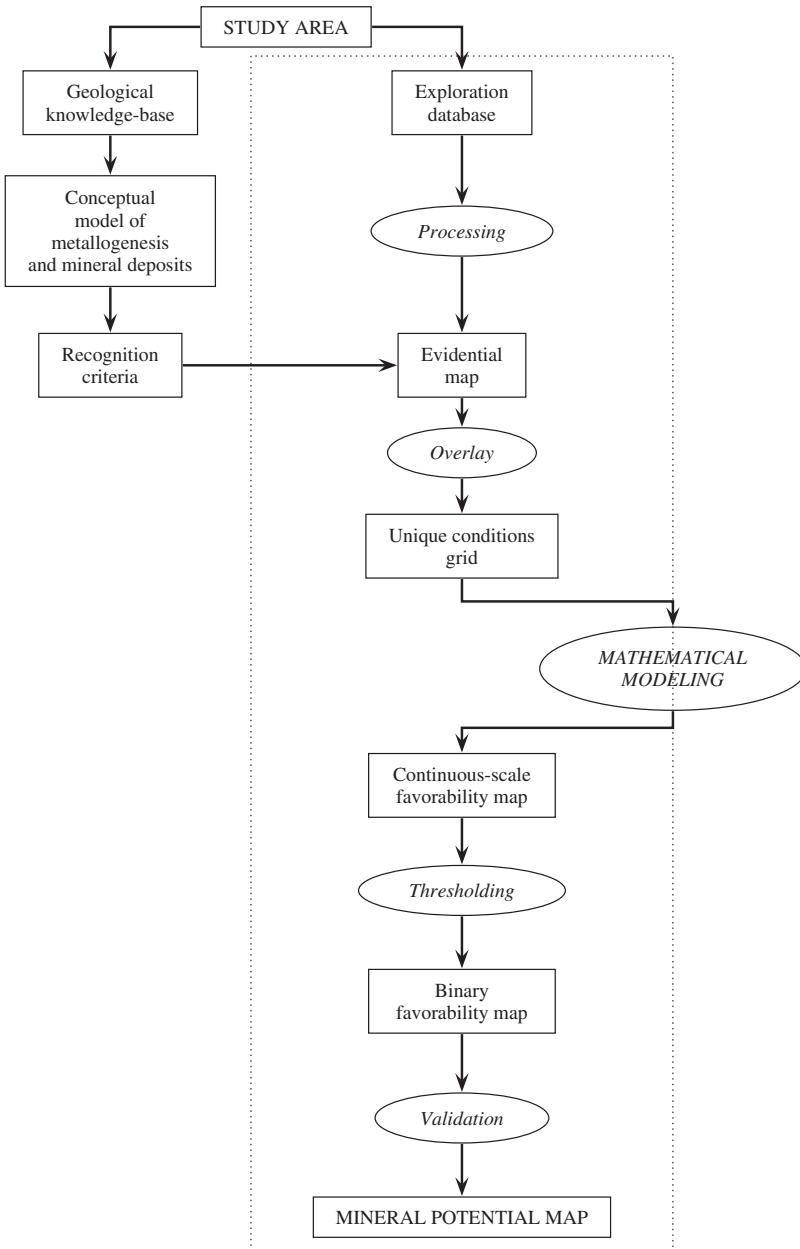 STUDY AREA
Geological
knowledge-base
Exploration
database
Conceptual
model of
metallogenesis
and mineral deposits
Processing
Recognition
criteria
Evidential
map
Overlay
Unique conditions
grid
MATHEMATICAL
MODELING
Continuous-scale
favorability map
Thresholding
Binary
favorability map
Validation
MINERAL POTENTIAL MAP